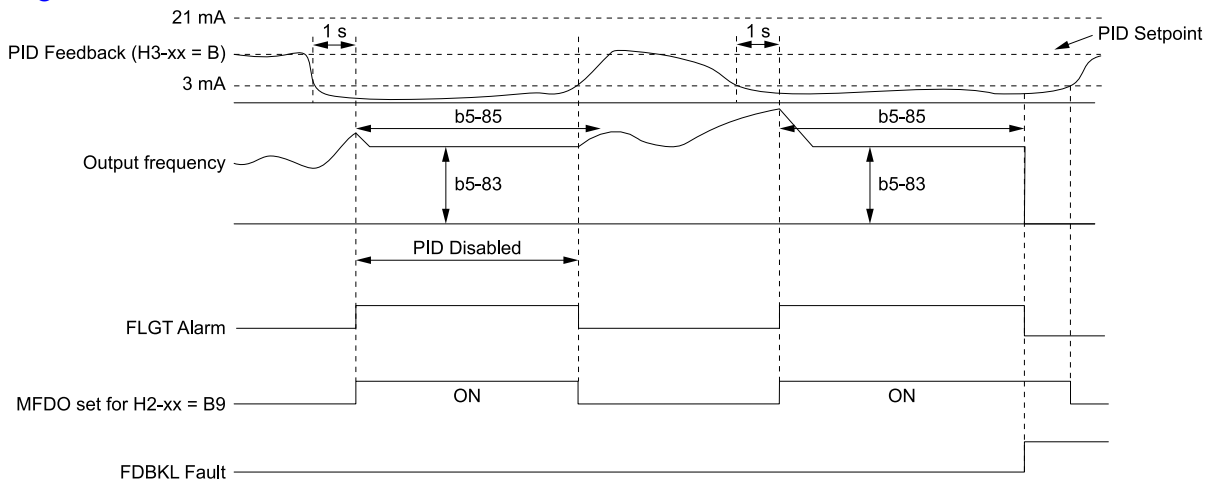 21 mA
1 s
1 s
PID Setpoint
PID Feedback (H3-xx = B)
3 mA
b5-85
b5-85
Output frequency
b5-83
b5-83
PID Disabled
FLGT Alarm
ON
ON
MFDO set for H2-xx = B9
FDBKL Fault